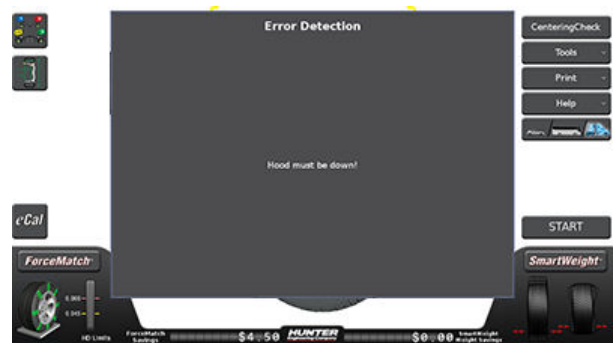 Error Detection
CenteringCheck
Tools
Print
Help
Hood must be down!
eCal
START
ForceMatch
SmartWeight
HD Limits
ForceMatch Savings
$4.50
HUNTER
Engineering Company
$0.00
SmartWeight Weight Savings